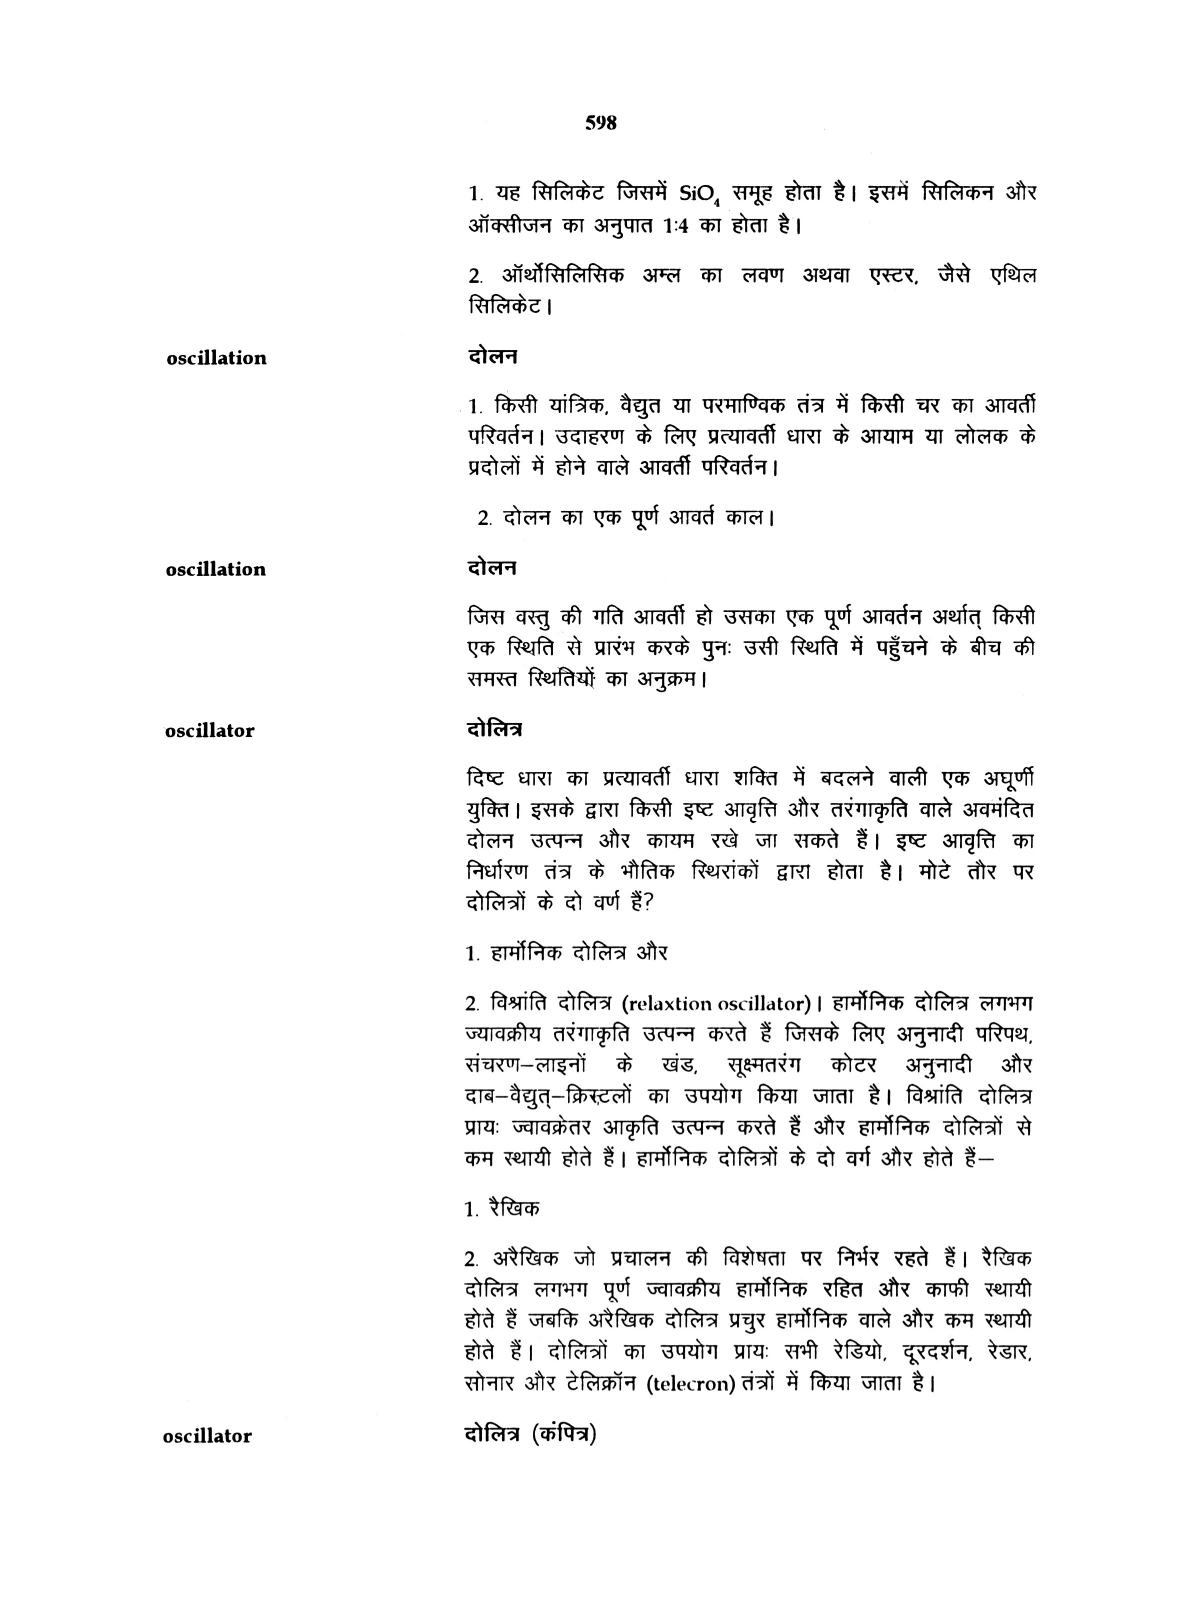 598
1. यह सिलिकेट जिसमें SiO₄ समूह होता है। इसमें सिलिकन और
ऑक्सीजन का अनुपात 1:4 का होता है।
2. ऑर्थोसिलिसिक अम्ल का लवण अथवा एस्टर, जैसे एथिल
सिलिकेट।
oscillation दोलन
1. किसी यांत्रिक, वैद्युत या परमाण्विक तंत्र में किसी चर का आवर्ती
परिवर्तन। उदाहरण के लिए प्रत्यावर्ती धारा के आयाम या लोलक के
प्रदोलों में होने वाले आवर्ती परिवर्तन।
2. दोलन का एक पूर्ण आवर्त काल।
oscillation दोलन
जिस वस्तु की गति आवर्ती हो उसका एक पूर्ण आवर्तन अर्थात् किसी
एक स्थिति से प्रारंभ करके पुनः उसी स्थिति में पहुँचने के बीच की
समस्त स्थितियों का अनुक्रम।
oscillator दोलित्र
दिष्ट धारा का प्रत्यावर्ती धारा शक्ति में बदलने वाली एक अघूर्णी
युक्ति। इसके द्वारा किसी इष्ट आवृत्ति और तरंगाकृति वाले अवमंदित
दोलन उत्पन्न और कायम रखे जा सकते हैं। इष्ट आवृत्ति का
निर्धारण तंत्र के भौतिक स्थिरांकों द्वारा होता है। मोटे तौर पर
दोलित्रों के दो वर्ण हैं?
1. हार्मोनिक दोलित्र और
2. विश्रांति दोलित्र (relaxtion oscillator)। हार्मोनिक दोलित्र लगभग
ज्यावक्रीय तरंगाकृति उत्पन्न करते हैं जिसके लिए अनुनादी परिपथ,
संचरण–लाइनों के खंड, सूक्ष्मतरंग कोटर अनुनादी और
दाब–वैद्युत्–क्रिस्टलों का उपयोग किया जाता है। विश्रांति दोलित्र
प्रायः ज्वावक्रेतर आकृति उत्पन्न करते हैं और हार्मोनिक दोलित्रों से
कम स्थायी होते हैं। हार्मोनिक दोलित्रों के दो वर्ग और होते हैं–
1. रैखिक
2. अरैखिक जो प्रचालन की विशेषता पर निर्भर रहते हैं। रैखिक
दोलित्र लगभग पूर्ण ज्वावक्रीय हार्मोनिक रहित और काफी स्थायी
होते हैं जबकि अरैखिक दोलित्र प्रचुर हार्मोनिक वाले और कम स्थायी
होते हैं। दोलित्रों का उपयोग प्रायः सभी रेडियो, दूरदर्शन, रेडार,
सोनार और टेलिक्रॉन (telecron) तंत्रों में किया जाता है।
oscillator दोलित्र (कंपित्र)